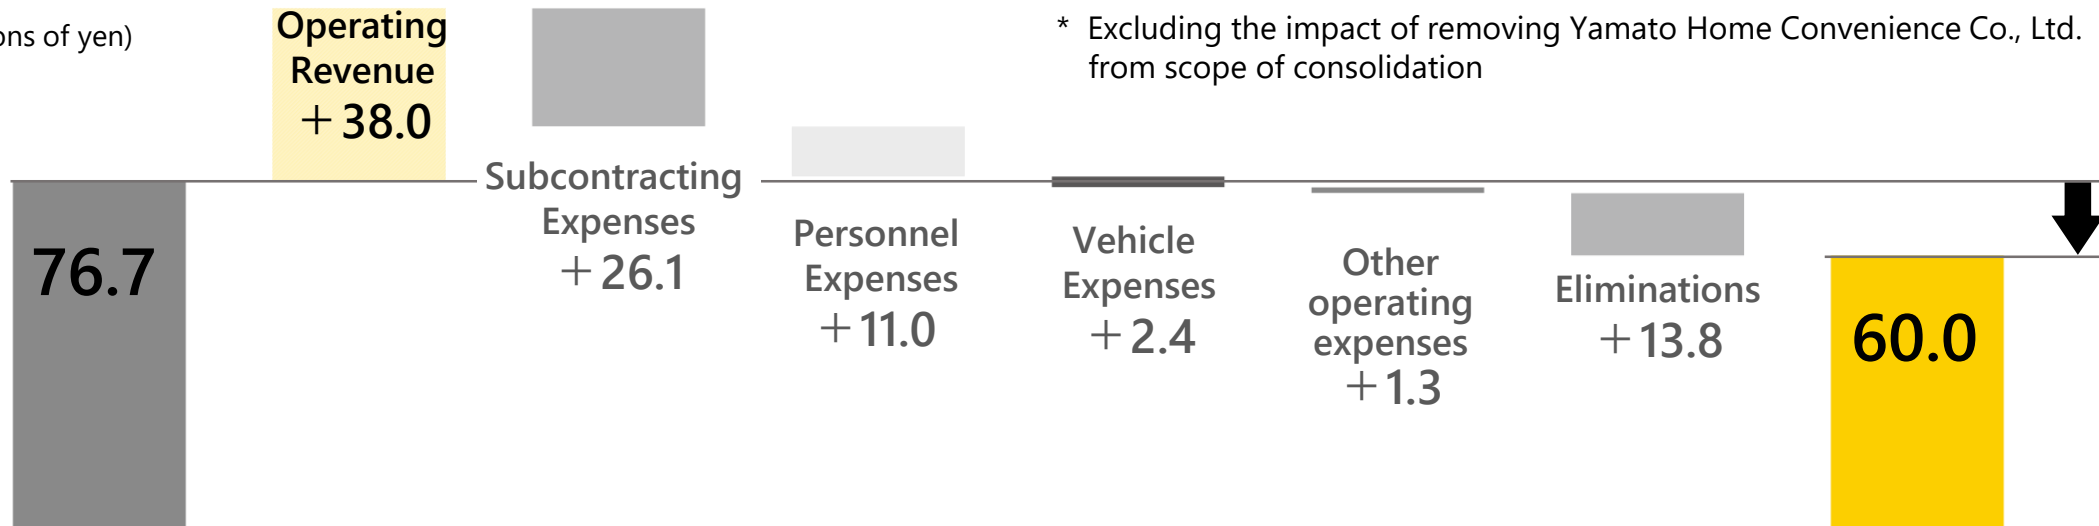 of yen)
* Excluding the impact of removing Yamato Home Convenience Co., Ltd.
from scope of consolidation
Operating
Revenue
+38.0
Subcontracting
Expenses
+26.1
Personnel
Expenses
+11.0
Vehicle
Expenses
+2.4
Other
operating
expenses
+1.3
Eliminations
+13.8
76.7
60.0